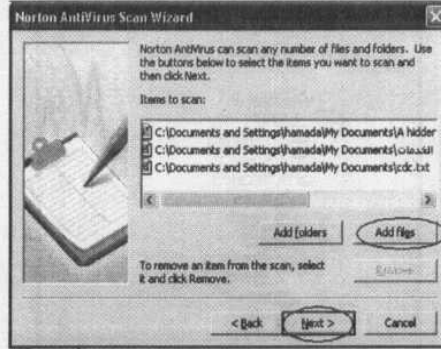 Norton AntiVirus Scan Wizard
Norton AntiVirus can scan any number of files and folders. Use
the buttons below to select the items you want to scan and
then click Next.
Items to scan:
C:\Documents and Settings\hamada\My Documents\A hidder
C:\Documents and Settings\hamada\My Documents\
C:\Documents and Settings\hamada\My Documents\cdc.txt
Add folders
Add files
To remove an item from the scan, select
it and click Remove.
Remove
< Back
Next >
Cancel